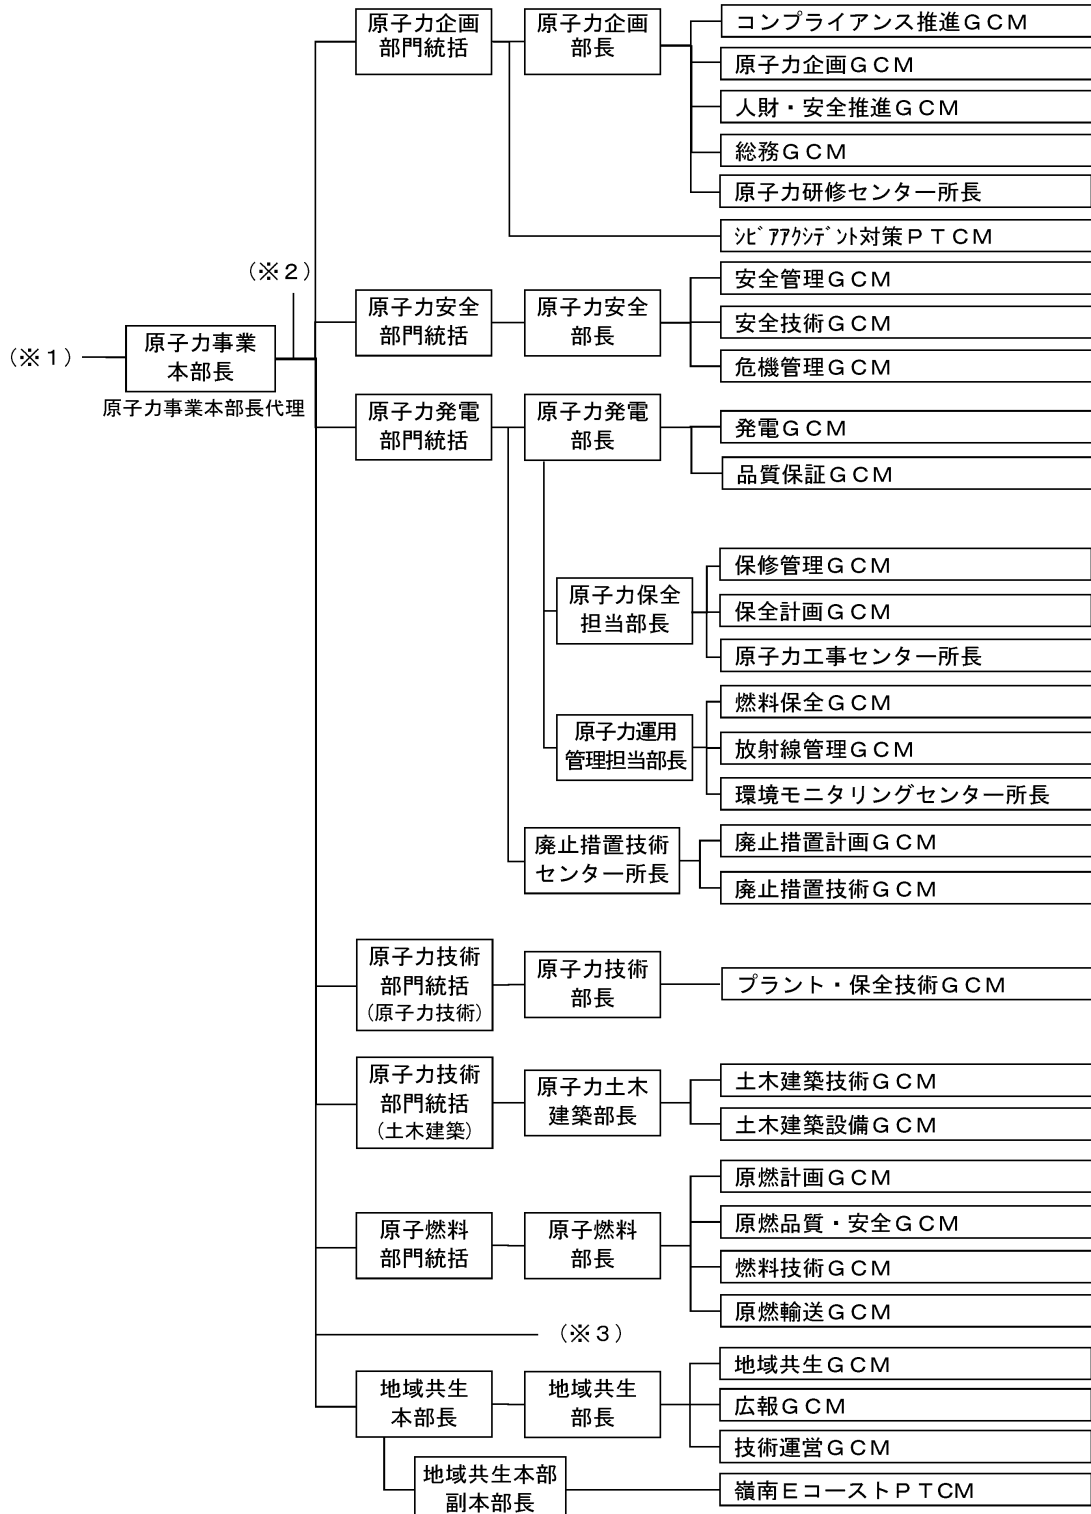 原子力企画
部門統括
原子力企画
部長
コンプライアンス推進ＧＣＭ
原子力企画ＧＣＭ
人財・安全推進ＧＣＭ
総務ＧＣＭ
原子力研修センター所長
ｼﾋﾞｱｱｸｼﾃﾞﾝﾄ対策ＰＴＣＭ
（※２）
原子力安全
部門統括
原子力安全
部長
安全管理ＧＣＭ
安全技術ＧＣＭ
危機管理ＧＣＭ
（※１）
原子力事業
本部長
原子力事業本部長代理
原子力発電
部門統括
原子力発電
部長
発電ＧＣＭ
品質保証ＧＣＭ
原子力保全
担当部長
保修管理ＧＣＭ
保全計画ＧＣＭ
原子力工事センター所長
原子力運用
管理担当部長
燃料保全ＧＣＭ
放射線管理ＧＣＭ
環境モニタリングセンター所長
廃止措置技術
センター所長
廃止措置計画ＧＣＭ
廃止措置技術ＧＣＭ
原子力技術
部門統括
（原子力技術）
原子力技術
部長
プラント・保全技術ＧＣＭ
原子力技術
部門統括
（土木建築）
原子力土木
建築部長
土木建築技術ＧＣＭ
土木建築設備ＧＣＭ
原子燃料
部門統括
原子燃料
部長
原燃計画ＧＣＭ
原燃品質・安全ＧＣＭ
燃料技術ＧＣＭ
原燃輸送ＧＣＭ
（※３）
地域共生
本部長
地域共生
部長
地域共生ＧＣＭ
広報ＧＣＭ
技術運営ＧＣＭ
地域共生本部
副本部長
嶺南ＥコーストＰＴＣＭ